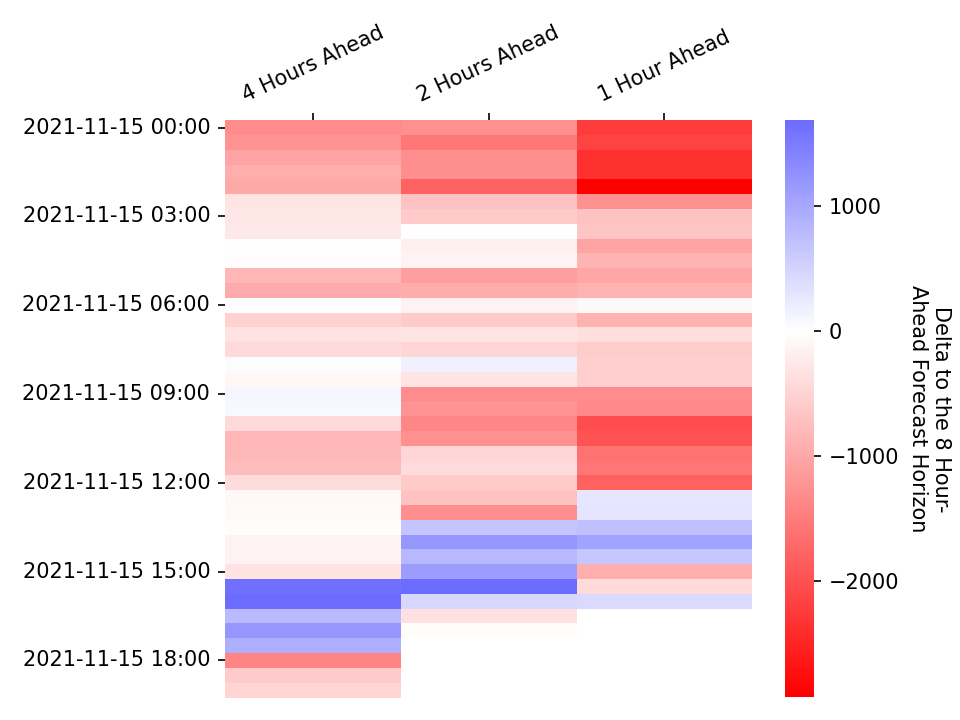 4 Hours Ahead
2 Hours Ahead
1 Hour Ahead
2021-11-15 00:00
2021-11-15 03:00
2021-11-15 06:00
2021-11-15 09:00
2021-11-15 12:00
2021-11-15 15:00
2021-11-15 18:00
1000
0
−1000
−2000
Delta to the 8 Hour-
Ahead Forecast Horizon